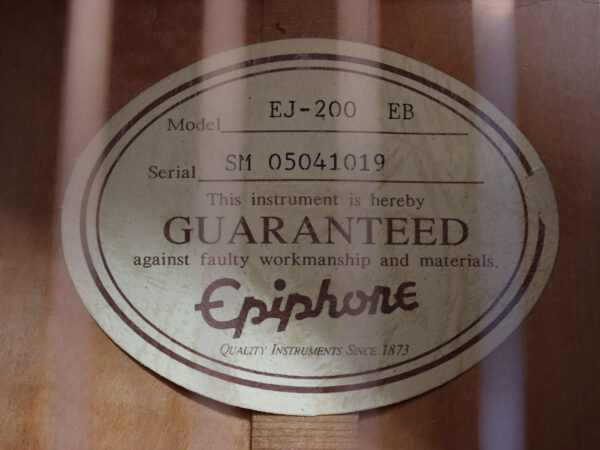 Model EJ-200 EB
Serial SM 05041019
This instrument is hereby
GUARANTEED
against faulty workmanship and materials.
Epiphone
QUALITY INSTRUMENTS SINCE 1873